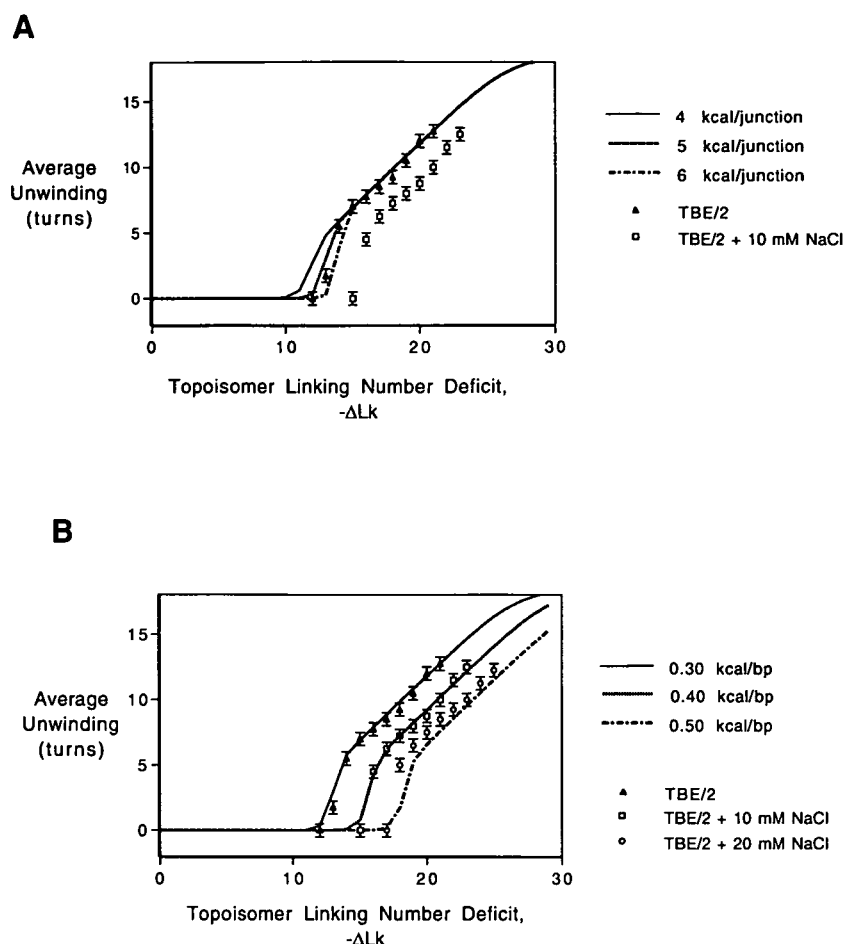 A
15
10
5
0
Average
Unwinding
(turns)
0 10 20 30
Topoisomer Linking Number Deficit,
-ΔLk
4 kcal/junction
5 kcal/junction
6 kcal/junction
TBE/2
TBE/2 + 10 mM NaCl
B
15
10
5
0
Average
Unwinding
(turns)
0 10 20 30
Topoisomer Linking Number Deficit,
-ΔLk
0.30 kcal/bp
0.40 kcal/bp
0.50 kcal/bp
TBE/2
TBE/2 + 10 mM NaCl
TBE/2 + 20 mM NaCl